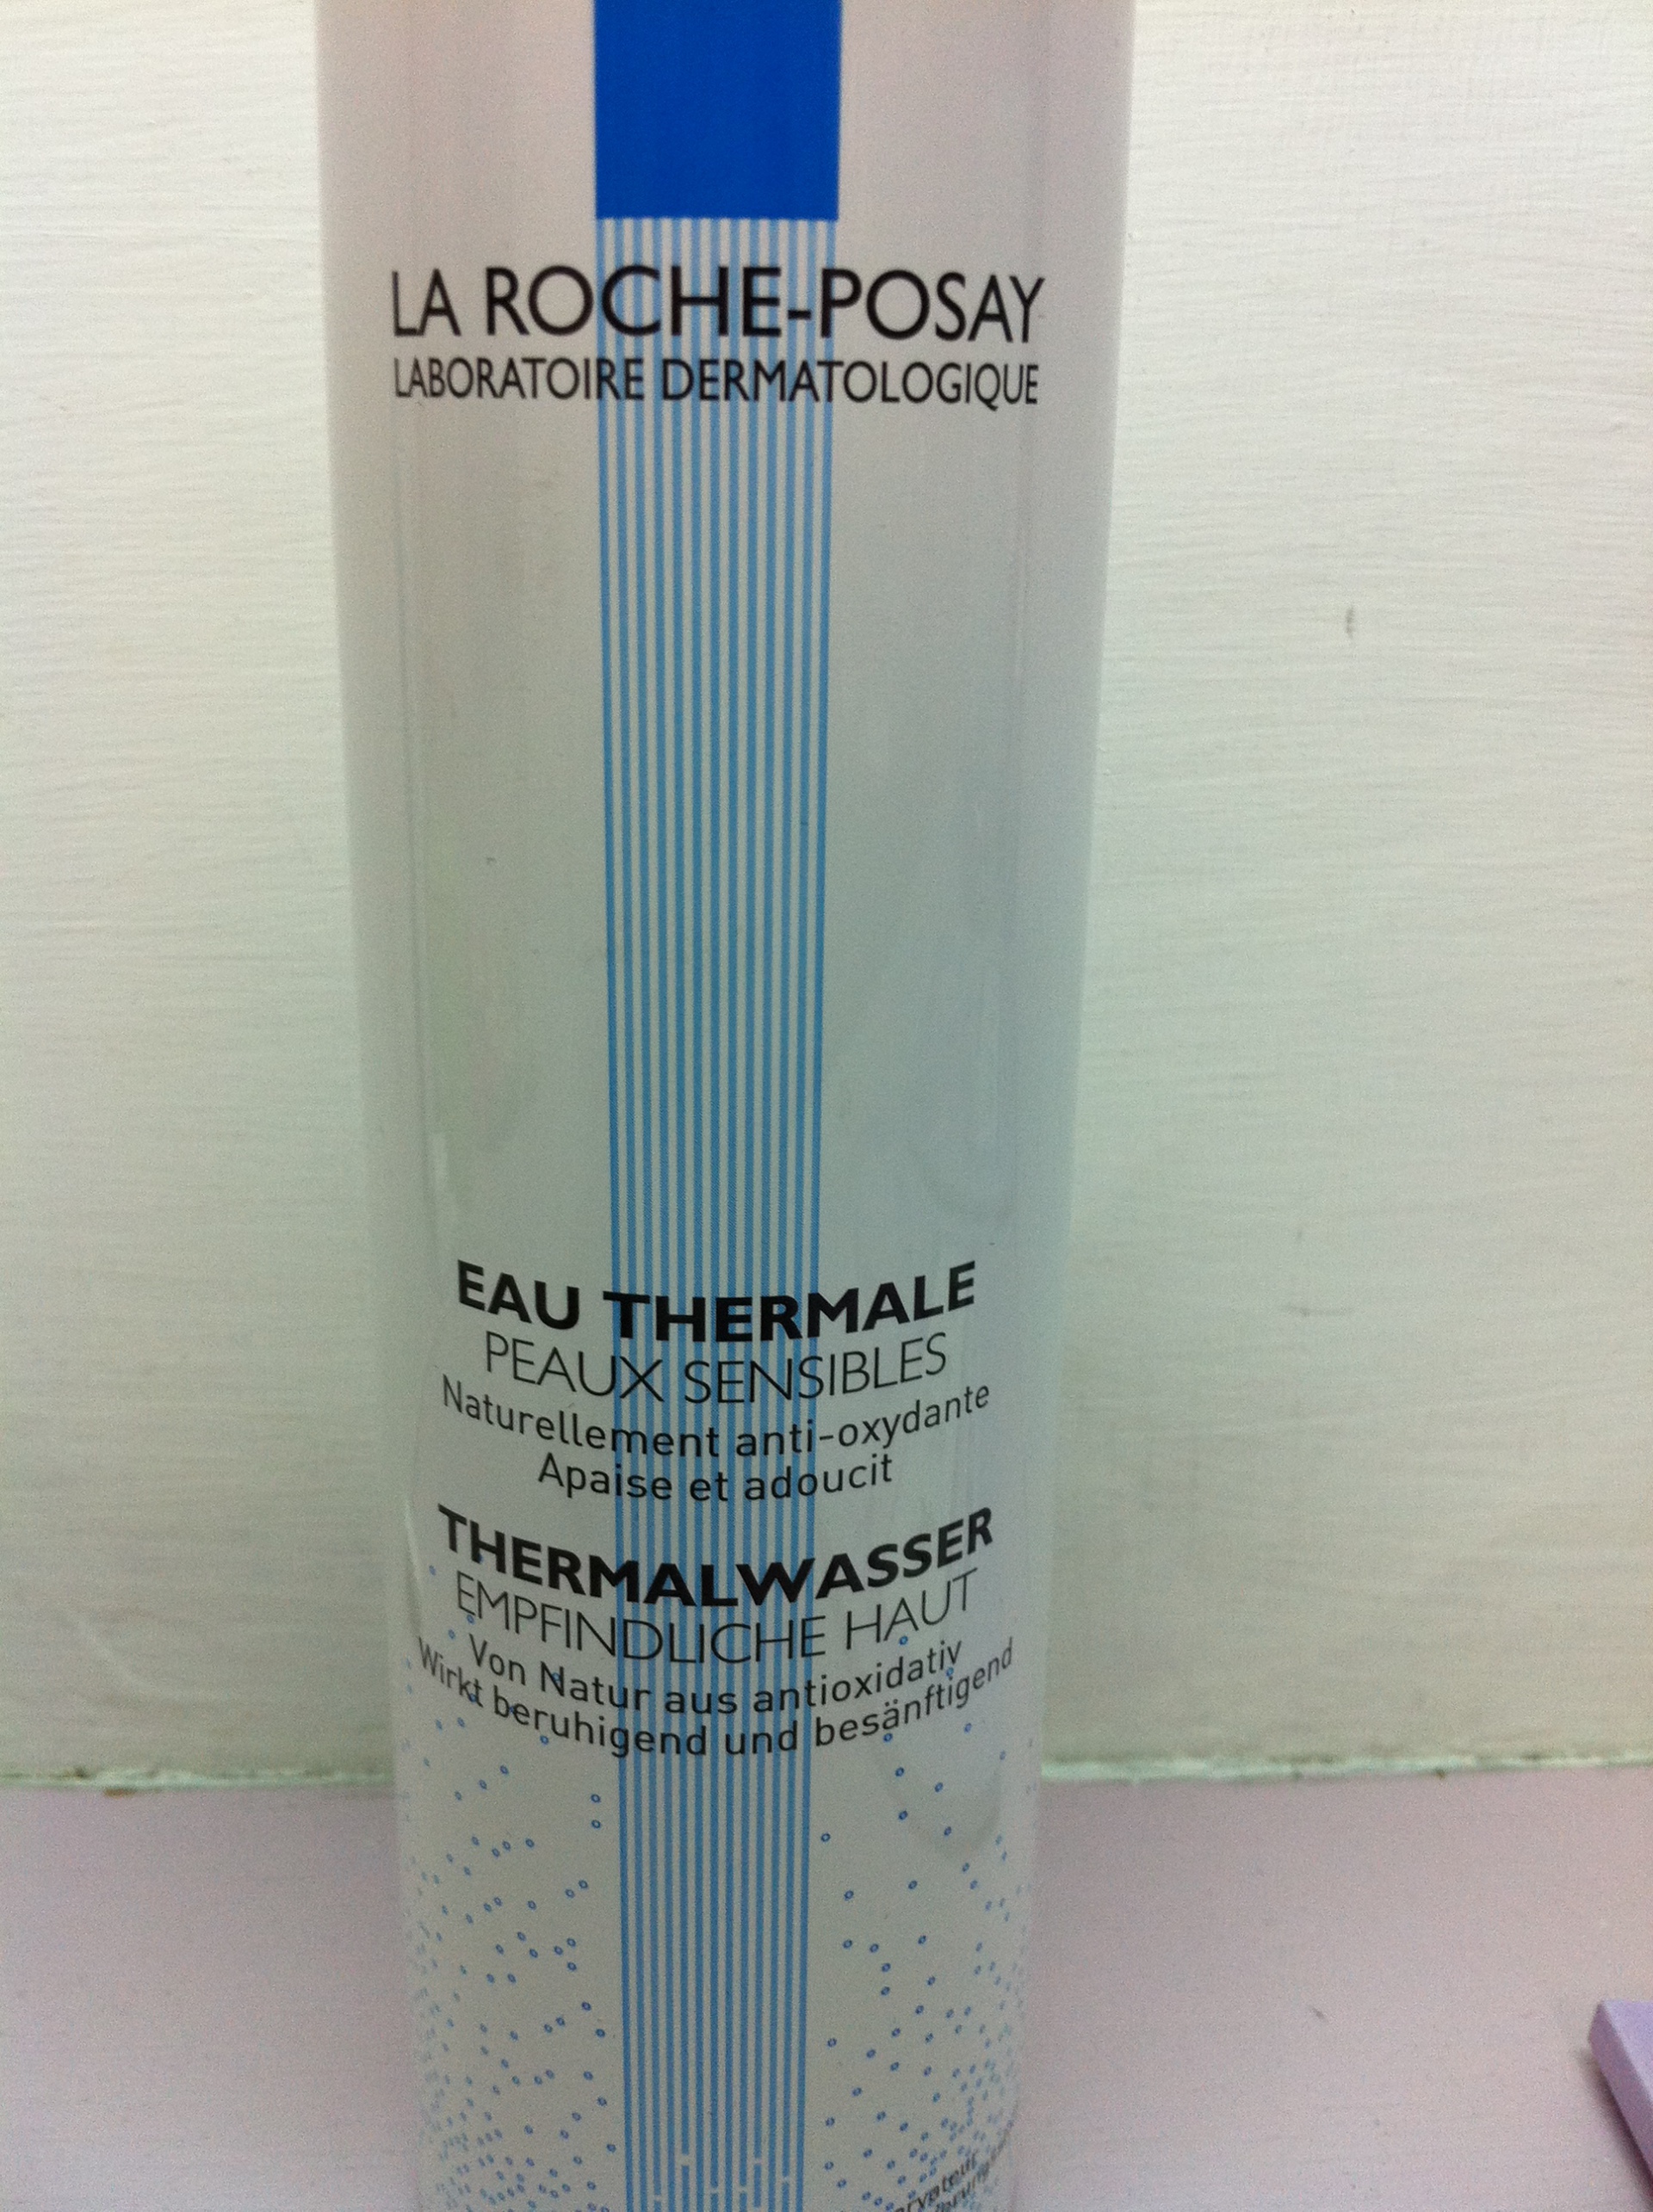 LA ROCHE-POSAY
LABORATOIRE DERMATOLOGIQUE
EAU THERMALE
PEAUX SENSIBLES
Naturellement anti-oxydante
Apaise et adoucit
THERMALWASSER
EMPFINDLICHE HAUT
Von Natur aus antioxidativ
Wirkt beruhigend und besänftigend